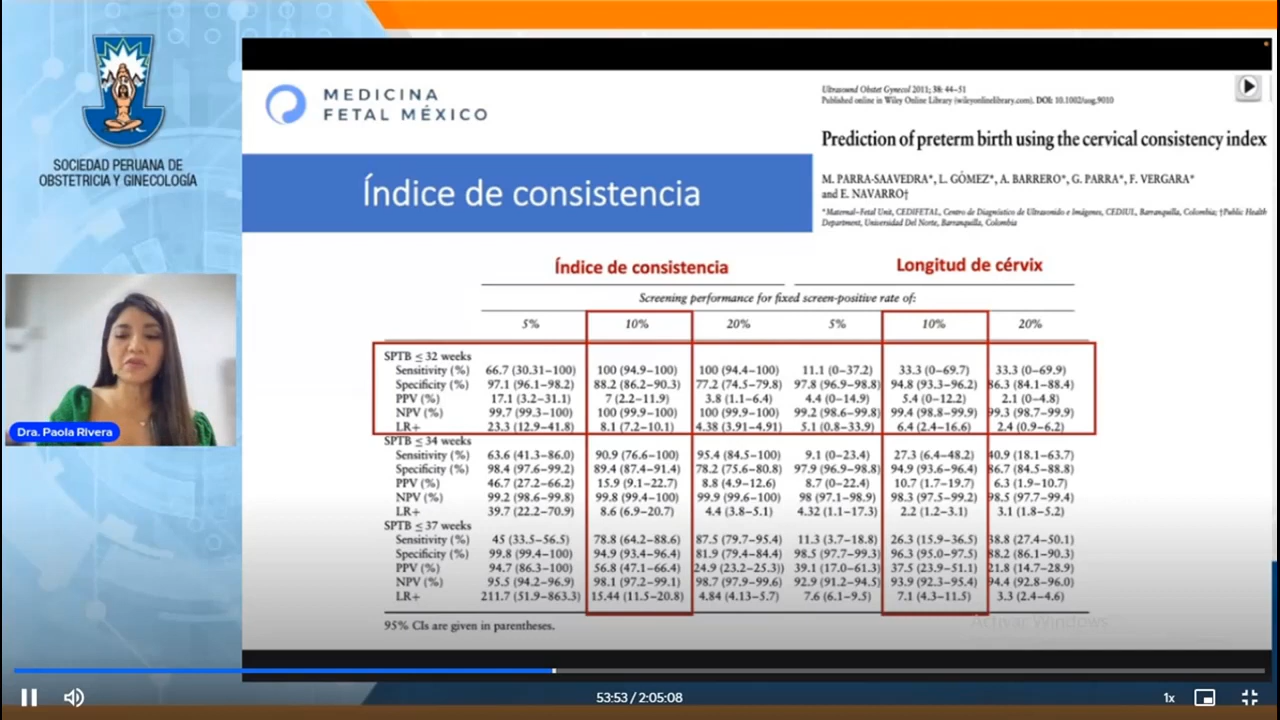 SOCIEDAD PERUANA DE
OBSTETRICIA Y GINECOLOGÍA
Dra. Paola Rivera
MEDICINA
FETAL MÉXICO
Índice de consistencia
Ultrasound Obstet Gynecol 2011; 38: 44–51
Published online in Wiley Online Library (wileyonlinelibrary.com). DOI: 10.1002/uog.9010
Prediction of preterm birth using the cervical consistency index
M. PARRA-SAAVEDRA*, L. GÓMEZ*, A. BARRERO*, G. PARRA*, F. VERGARA*
and E. NAVARRO†
*Maternal–Fetal Unit, CEDIFETAL, Centro de Diagnostico de Ultrasonido e Imágenes, CEDIUL, Barranquilla, Colombia; †Public Health
Department, Universidad Del Norte, Barranquilla, Colombia
Índice de consistencia Longitud de cérvix
Screening performance for fixed screen-positive rate of:
5% 10% 20% 5% 10% 20%
SPTB ≤ 32 weeks
Sensitivity (%) 66.7 (30.31–100) 100 (94.9–100) 100 (94.4–100) 11.1 (0–37.2) 33.3 (0–69.7) 33.3 (0–69.9)
Specificity (%) 97.1 (96.1–98.2) 88.2 (86.2–90.3) 77.2 (74.5–79.8) 97.8 (96.9–98.8) 94.8 (93.3–96.2) 86.3 (84.1–88.4)
PPV (%) 17.1 (3.2–31.1) 7 (2.2–11.9) 3.8 (1.1–6.4) 4.4 (0–14.9) 5.4 (0–12.2) 2.1 (0–4.8)
NPV (%) 99.7 (99.3–100) 100 (99.9–100) 100 (99.9–100) 99.2 (98.6–99.8) 99.4 (98.8–99.9) 99.3 (98.7–99.9)
LR+ 23.3 (12.9–41.8) 8.1 (7.2–10.1) 4.38 (3.91–4.91) 5.1 (0.8–33.9) 6.4 (2.4–16.6) 2.4 (0.9–6.2)
SPTB ≤ 34 weeks
Sensitivity (%) 63.6 (41.3–86.0) 90.9 (76.6–100) 95.4 (84.5–100) 9.1 (0–23.4) 27.3 (6.4–48.2) 40.9 (18.1–63.7)
Specificity (%) 98.4 (97.6–99.2) 89.4 (87.4–91.4) 78.2 (75.6–80.8) 97.9 (96.9–98.8) 94.9 (93.6–96.4) 86.7 (84.5–88.8)
PPV (%) 46.7 (27.2–66.2) 15.9 (9.1–22.7) 8.8 (4.9–12.6) 8.7 (0–22.4) 10.7 (1.7–19.7) 6.3 (1.9–10.7)
NPV (%) 99.2 (98.6–99.8) 99.8 (99.4–100) 99.9 (99.6–100) 98 (97.1–98.9) 98.3 (97.5–99.2) 98.5 (97.7–99.4)
LR+ 39.7 (22.2–70.9) 8.6 (6.9–20.7) 4.4 (3.8–5.1) 4.32 (1.1–17.3) 2.2 (1.2–3.1) 3.1 (1.8–5.2)
SPTB ≤ 37 weeks
Sensitivity (%) 45 (33.5–56.5) 78.8 (64.2–88.6) 87.5 (79.7–95.4) 11.3 (3.7–18.8) 26.3 (15.9–36.5) 38.8 (27.4–50.1)
Specificity (%) 99.8 (99.4–100) 94.9 (93.4–96.4) 81.9 (79.4–84.4) 98.5 (97.7–99.3) 96.3 (95.0–97.5) 88.2 (86.1–90.3)
PPV (%) 94.7 (86.3–100) 56.8 (47.1–66.4) 24.9 (23.2–25.3)) 39.1 (17.0–61.3) 37.5 (23.9–51.1) 21.8 (14.7–28.9)
NPV (%) 95.5 (94.2–96.9) 98.1 (97.2–99.1) 98.7 (97.9–99.6) 92.9 (91.2–94.5) 93.9 (92.3–95.4) 94.4 (92.8–96.0)
LR+ 211.7 (51.9–863.3) 15.44 (11.5–20.8) 4.84 (4.13–5.7) 7.6 (6.1–9.5) 7.1 (4.3–11.5) 3.3 (2.4–4.6)
95% CIs are given in parentheses.
Activar Windows
53:53 / 2:05:08
1x